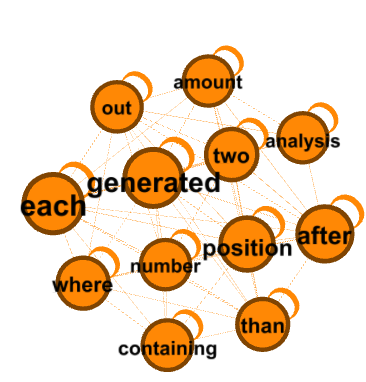 amount
out
analysis
two
generated
each
after
position
number
where
than
containing